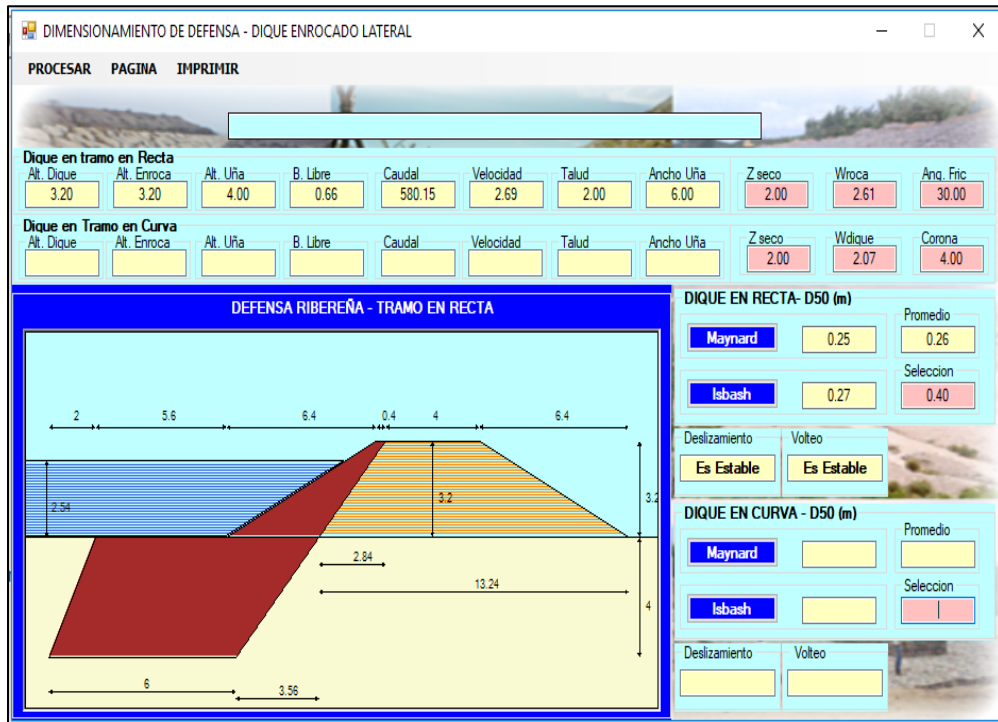 DIMENSIONAMIENTO DE DEFENSA - DIQUE ENROCADO LATERAL
PROCESAR PAGINA IMPRIMIR
Dique en tramo en Recta
Alt. Dique Alt. Enroca Alt. Uña B. Libre Caudal Velocidad Talud Ancho Uña Z seco Wroca Ang. Fric
3.20 3.20 4.00 0.66 580.15 2.69 2.00 6.00 2.00 2.61 30.00
Dique en Tramo en Curva
Alt. Dique Alt. Enroca Alt. Uña B. Libre Caudal Velocidad Talud Ancho Uña Z seco Wdique Corona
2.00 2.07 4.00
DEFENSA RIBEREÑA - TRAMO EN RECTA
2 5.6 6.4 0.4 4 6.4
2.54 3.2 3.2
2.84
13.24
4
6
3.56
DIQUE EN RECTA- D50 (m)
Promedio
Maynard 0.25 0.26
Seleccion
Isbash 0.27 0.40
Deslizamiento Volteo
Es Estable Es Estable
DIQUE EN CURVA - D50 (m)
Promedio
Maynard
Seleccion
Isbash
Deslizamiento Volteo